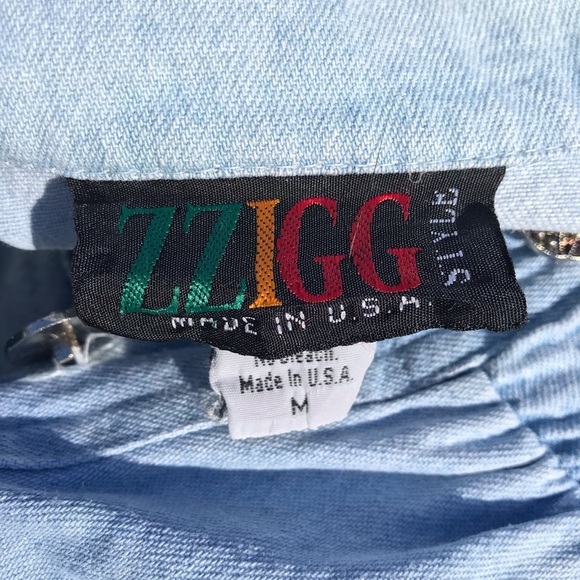 ZZIGG
STYLE
MADE IN U.S.A.
No Bleach.
Made In U.S.A.
M